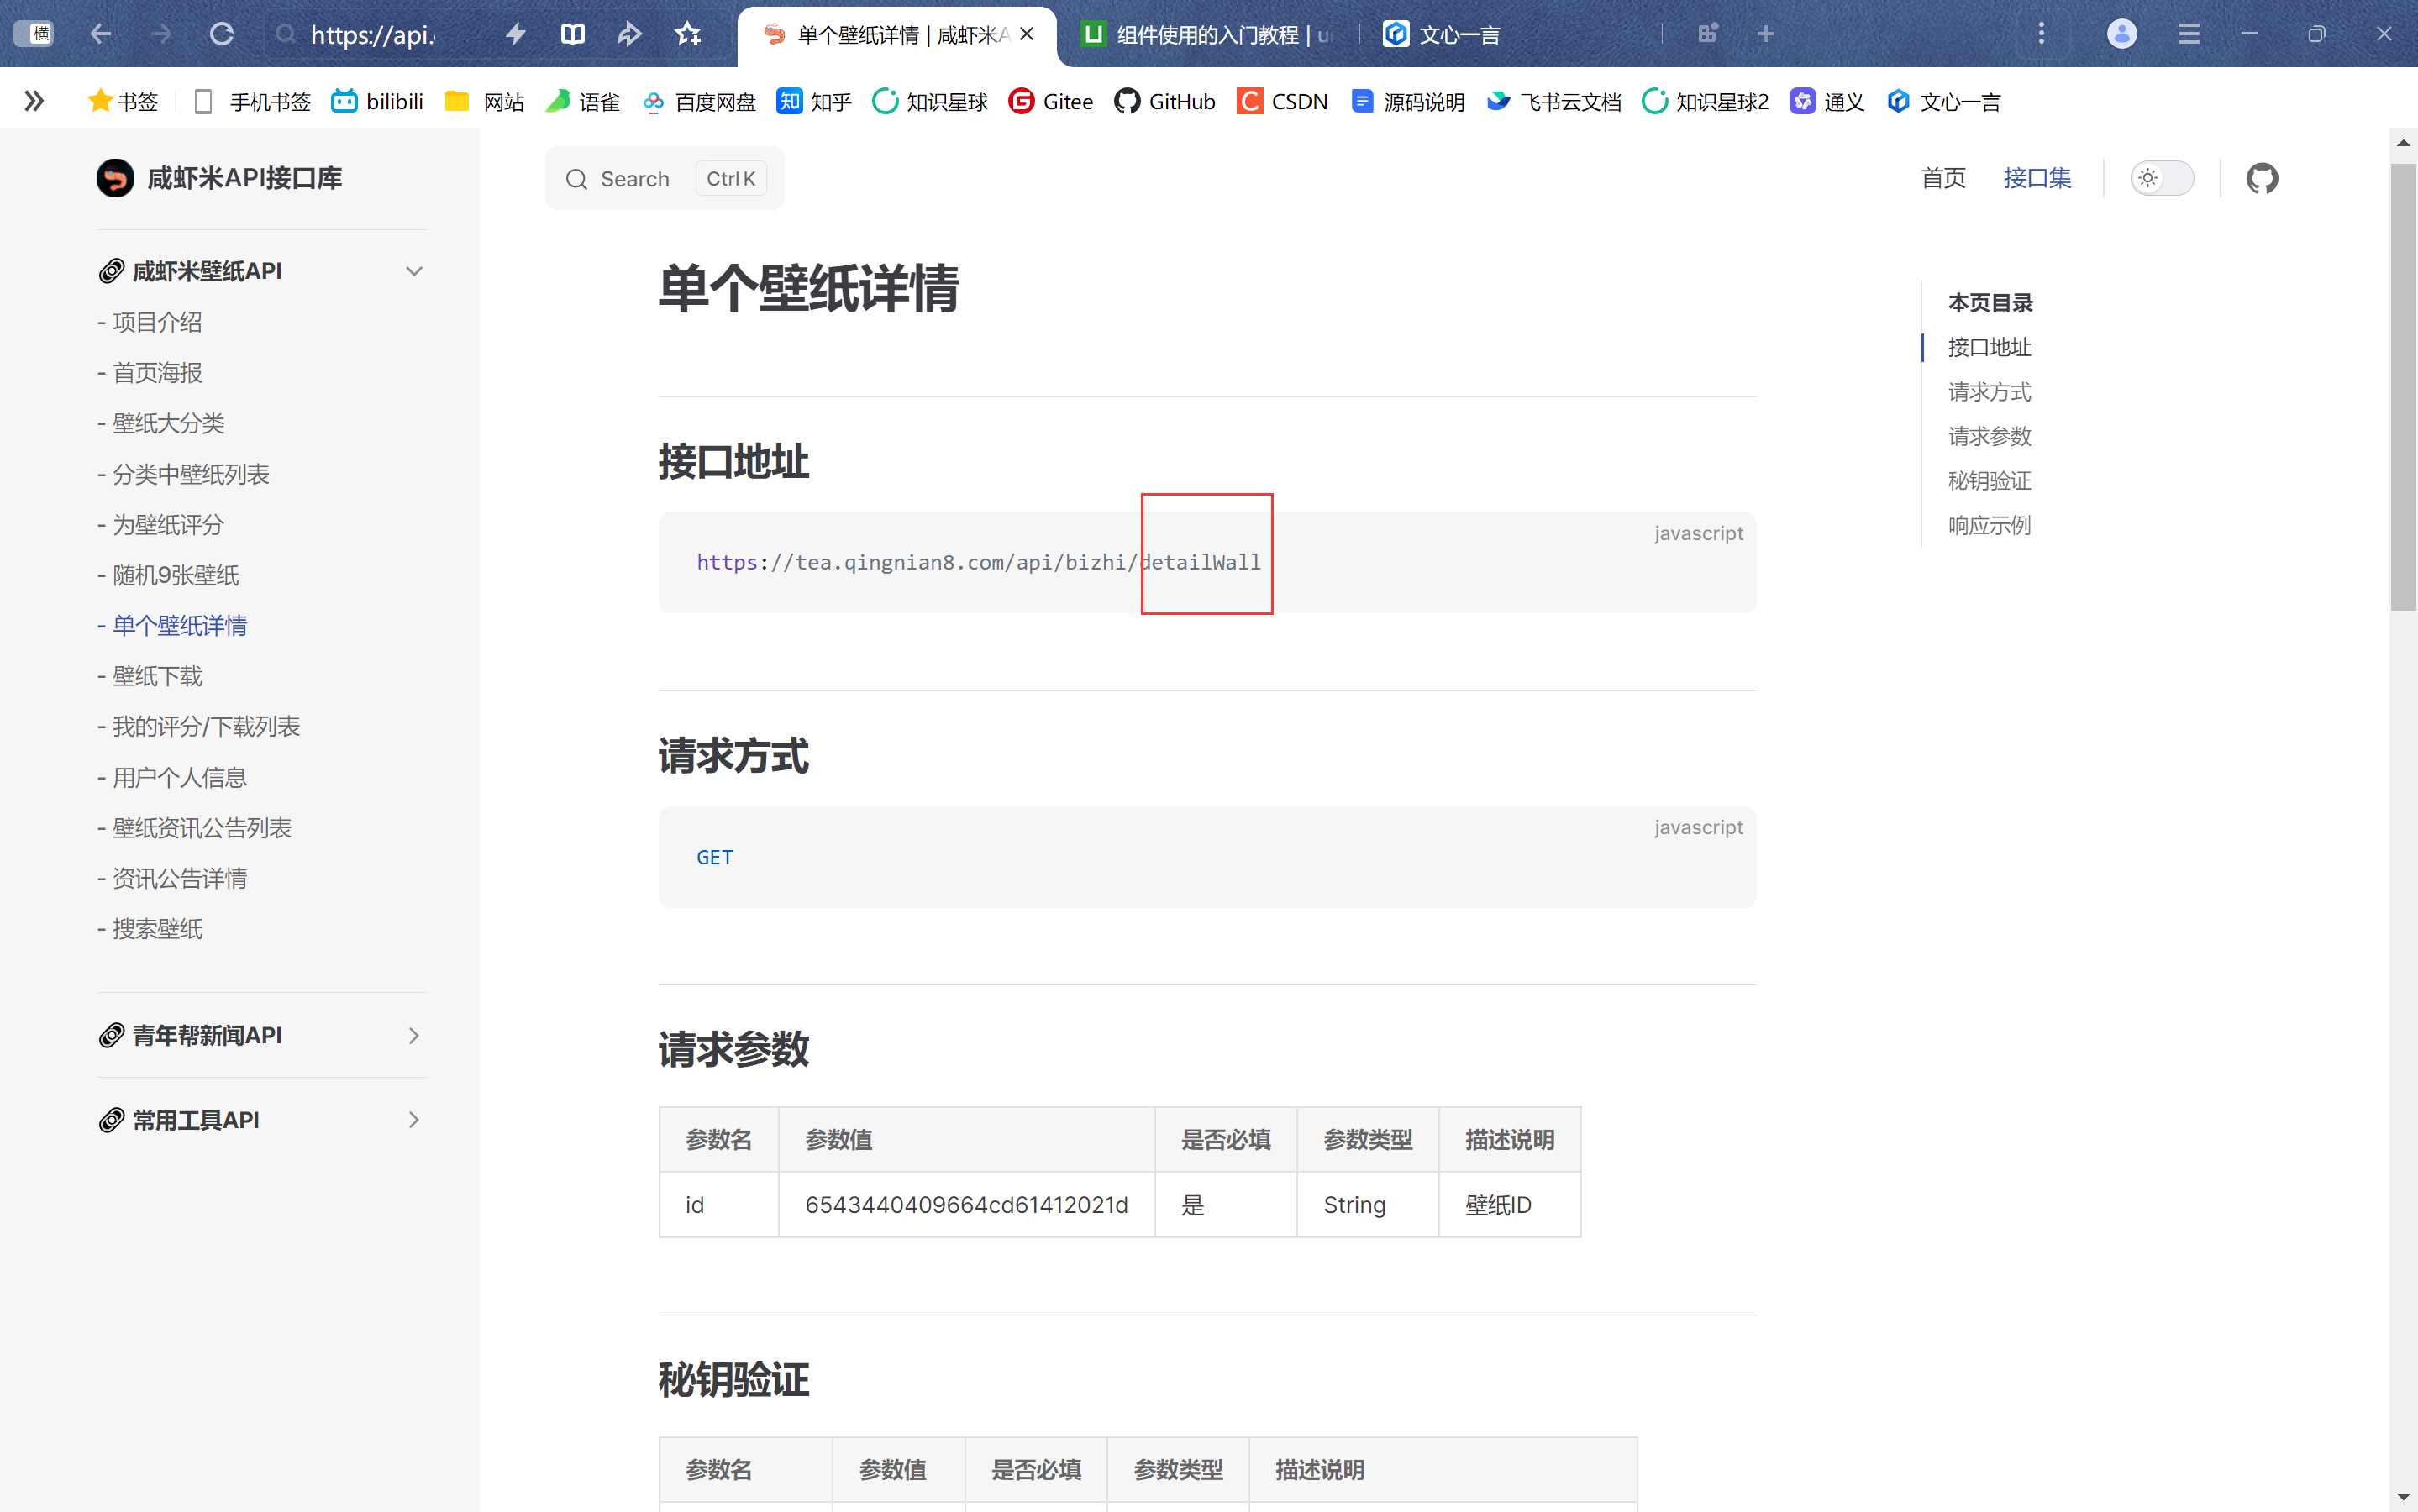 横
https://api.
单个壁纸详情 | 咸虾米A
组件使用的入门教程 | u
文心一言
书签
手机书签
bilibili
网站
语雀
百度网盘
知 知乎
知识星球
Gitee
GitHub
CSDN
源码说明
飞书云文档
知识星球2
通义
文心一言
咸虾米API接口库
Search
Ctrl K
首页
接口集
咸虾米壁纸API
- 项目介绍
- 首页海报
- 壁纸大分类
- 分类中壁纸列表
- 为壁纸评分
- 随机9张壁纸
- 单个壁纸详情
- 壁纸下载
- 我的评分/下载列表
- 用户个人信息
- 壁纸资讯公告列表
- 资讯公告详情
- 搜索壁纸
青年帮新闻API
常用工具API
单个壁纸详情
接口地址
javascript
https://tea.qingnian8.com/api/bizhi/detailWall
请求方式
javascript
GET
请求参数
参数名 参数值 是否必填 参数类型 描述说明
id 6543440409664cd61412021d 是 String 壁纸ID
秘钥验证
参数名 参数值 是否必填 参数类型 描述说明
本页目录
接口地址
请求方式
请求参数
秘钥验证
响应示例